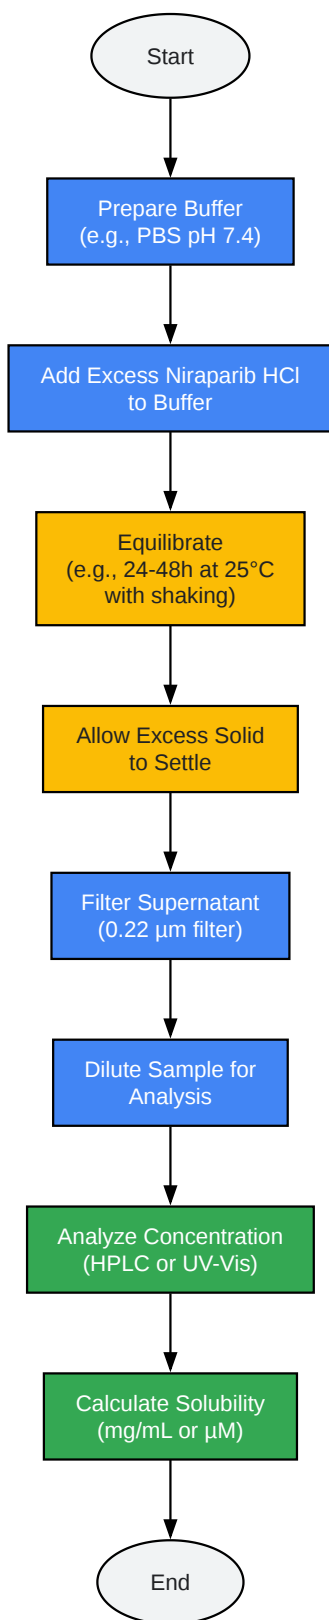 Start
Prepare Buffer
(e.g., PBS pH 7.4)
Add Excess Niraparib HCl
to Buffer
Equilibrate
(e.g., 24-48h at 25°C
with shaking)
Allow Excess Solid
to Settle
Filter Supernatant
(0.22 µm filter)
Dilute Sample for
Analysis
Analyze Concentration
(HPLC or UV-Vis)
Calculate Solubility
(mg/mL or µM)
End